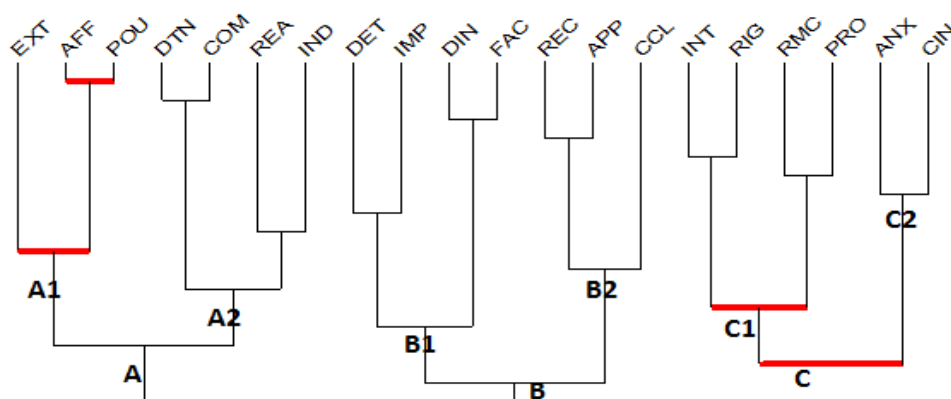 EXT AFF POU DTN COM REA IND DET IMP DIN FAC REC APP CCL INT RIG RMC PRO ANX CIN
C2
A1 B2
A2 C1
B1
A C
B